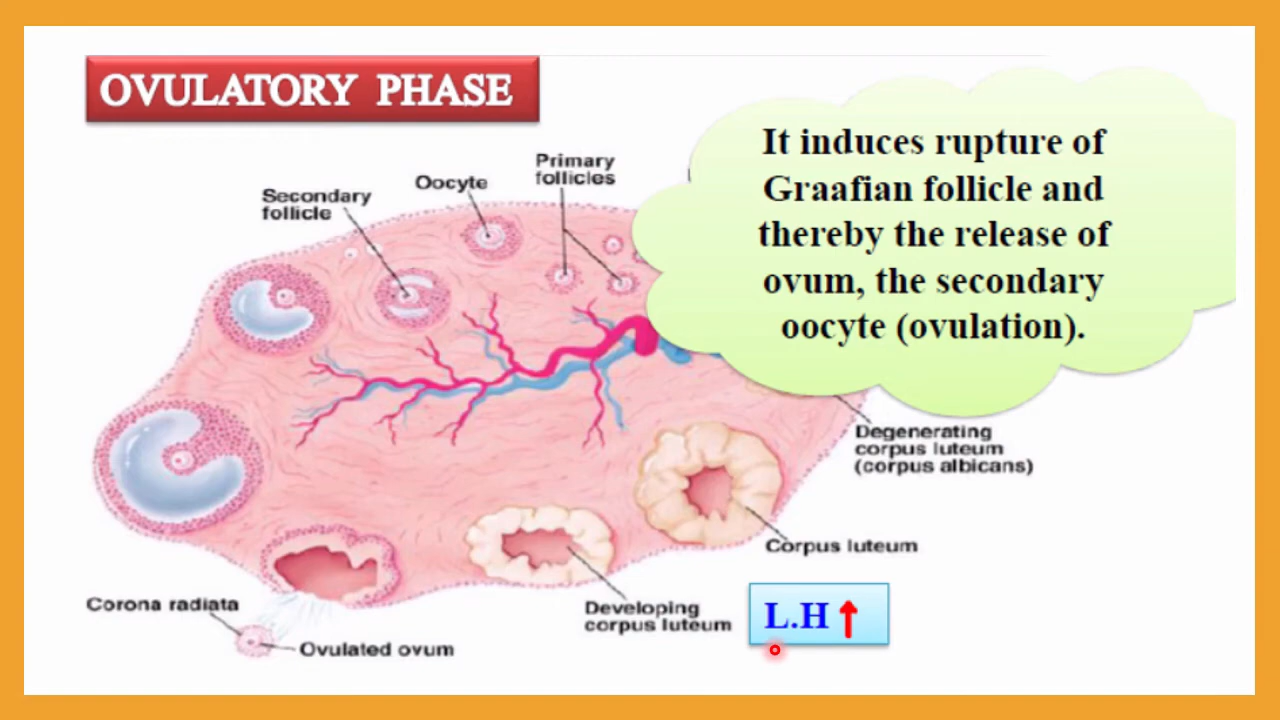 OVULATORY PHASE
It induces rupture of
Graafian follicle and
thereby the release of
ovum, the secondary
oocyte (ovulation).
Primary
follicles
Oocyte
Secondary
follicle
Degenerating
corpus luteum
(corpus albicans)
Corpus luteum
Developing
corpus luteum
L.H
Corona radiata
Ovulated ovum